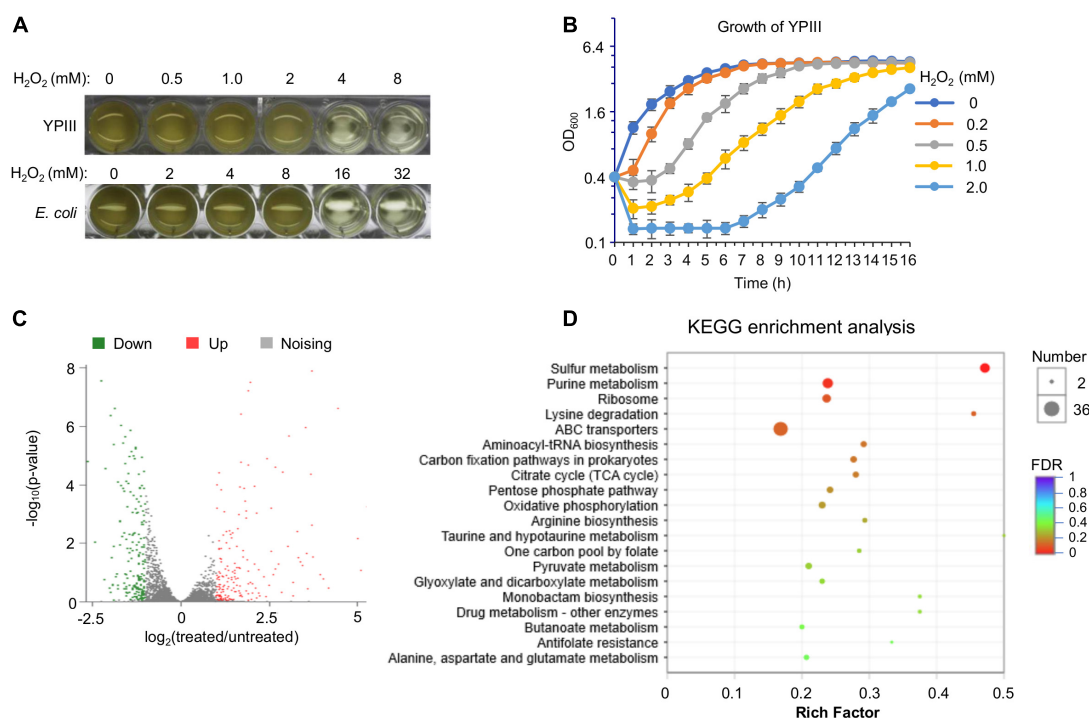 A
H₂O₂ (mM): 0 0.5 1.0 2 4 8
YPIII
H₂O₂ (mM): 0 2 4 8 16 32
E. coli
B
Growth of YPIII
6.4
1.6
0.4
0.1
OD₆₀₀
0 1 2 3 4 5 6 7 8 9 10 11 12 13 14 15 16
Time (h)
H₂O₂ (mM)
0
0.2
0.5
1.0
2.0
C
Down Up Noising
8
6
4
2
0
-log₁₀(p-value)
-2.5 0 2.5 5
log₂(treated/untreated)
D
KEGG enrichment analysis
Sulfur metabolism
Purine metabolism
Ribosome
Lysine degradation
ABC transporters
Aminoacyl-tRNA biosynthesis
Carbon fixation pathways in prokaryotes
Citrate cycle (TCA cycle)
Pentose phosphate pathway
Oxidative phosphorylation
Arginine biosynthesis
Taurine and hypotaurine metabolism
One carbon pool by folate
Pyruvate metabolism
Glyoxylate and dicarboxylate metabolism
Monobactam biosynthesis
Drug metabolism - other enzymes
Butanoate metabolism
Antifolate resistance
Alanine, aspartate and glutamate metabolism
0 0.1 0.2 0.3 0.4 0.5
Rich Factor
Number
2
36
FDR
1
0.8
0.6
0.4
0.2
0